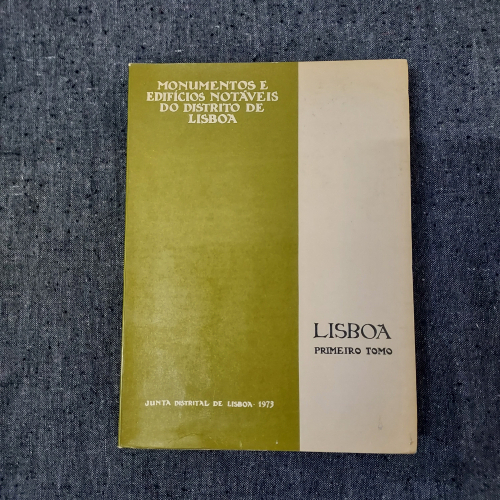 MONUMENTOS E
EDIFÍCIOS NOTÁVEIS
DO DISTRITO DE
LISBOA
LISBOA
PRIMEIRO TOMO
JUNTA DISTRITAL DE LISBOA · 1973